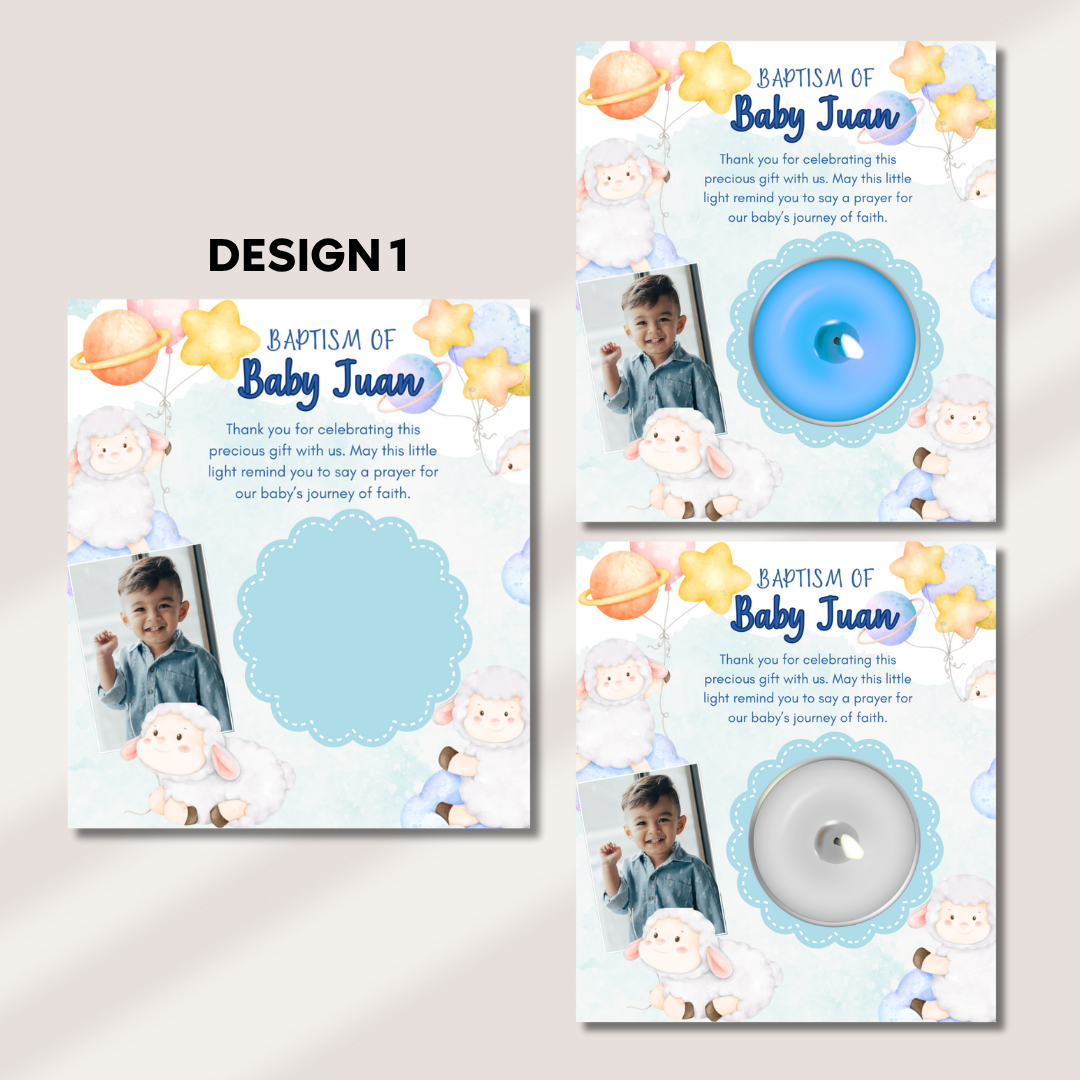 DESIGN 1
BAPTISM OF
Baby Juan
Thank you for celebrating this
precious gift with us. May this little
light remind you to say a prayer for
our baby's journey of faith.
BAPTISM OF
Baby Juan
Thank you for celebrating this
precious gift with us. May this little
light remind you to say a prayer for
our baby's journey of faith.
BAPTISM OF
Baby Juan
Thank you for celebrating this
precious gift with us. May this little
light remind you to say a prayer for
our baby's journey of faith.